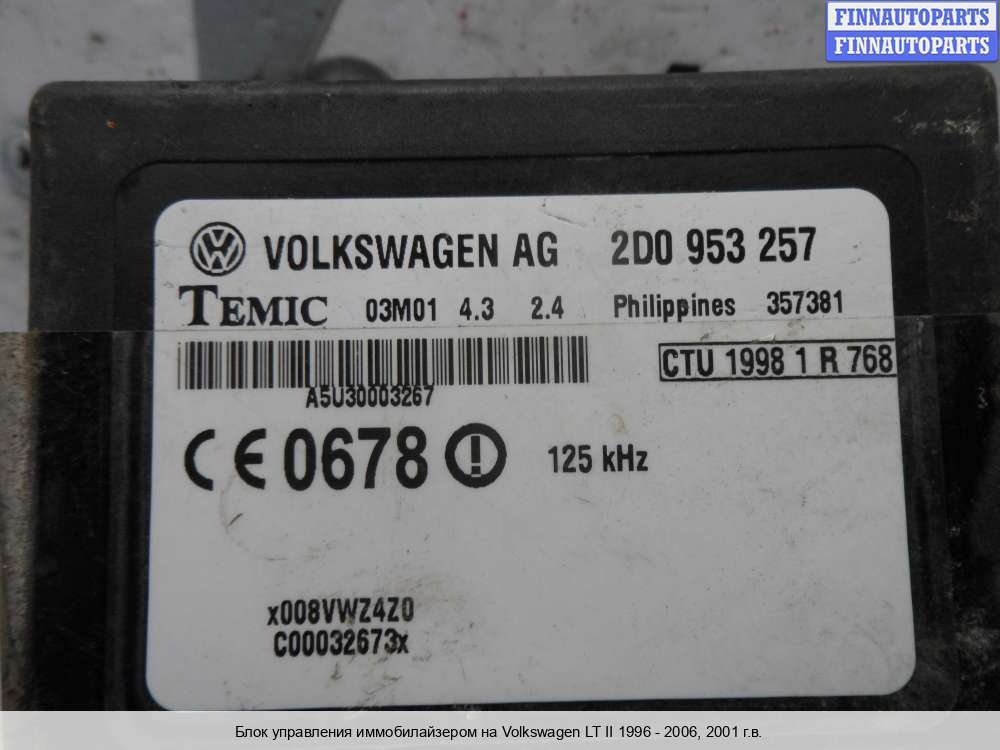 FINNAUTOPARTS
FINNAUTOPARTS
VOLKSWAGEN AG 2D0 953 257
TEMIC 03M01 4.3 2.4 Philippines 357381
CTU 1998 1 R 768
A5U30003267
CE 0678 125 kHz
x008VWZ4Z0
C00032673x
Блок управления иммобилайзером на Volkswagen LT II 1996 - 2006, 2001 г.в.